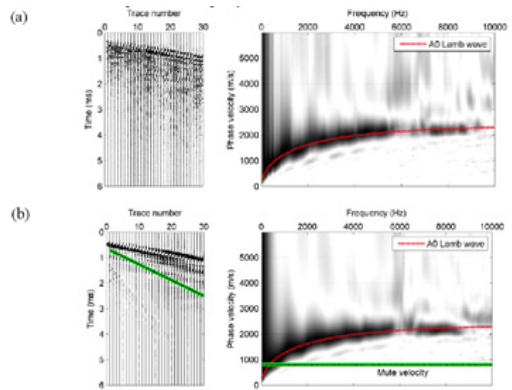 (a)
Trace number
0 10 20 30
Time (ms)
0
1
2
3
4
5
6
Frequency (Hz)
0 2000 4000 6000 8000 10000
Phase velocity (m/s)
5000
4000
3000
2000
1000
0
A0 Lamb wave
(b)
Trace number
0 10 20 30
Time (ms)
0
1
2
3
4
5
6
Frequency (Hz)
0 2000 4000 6000 8000 10000
Phase velocity (m/s)
5000
4000
3000
2000
1000
0
A0 Lamb wave
Mute velocity